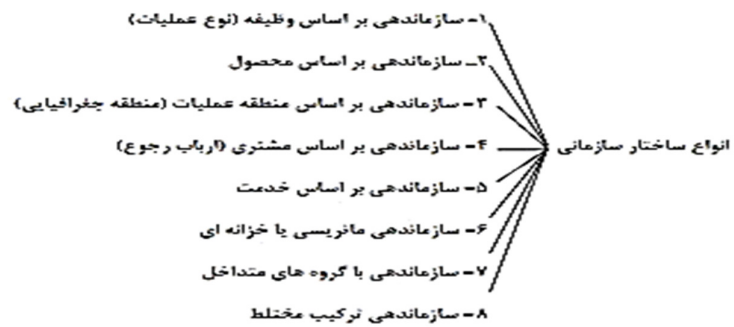 انواع ساختار سازمانی
۱- سازماندهی بر اساس وظیفه (نوع عملیات)
۲- سازماندهی بر اساس محصول
۳- سازماندهی بر اساس منطقه عملیات (منطقه جغرافیایی)
۴- سازماندهی بر اساس مشتری (ارباب رجوع)
۵- سازماندهی بر اساس خدمت
۶- سازماندهی ماتریسی یا خزانه ای
۷- سازماندهی با گروه های متداخل
۸- سازماندهی ترکیب مختلط